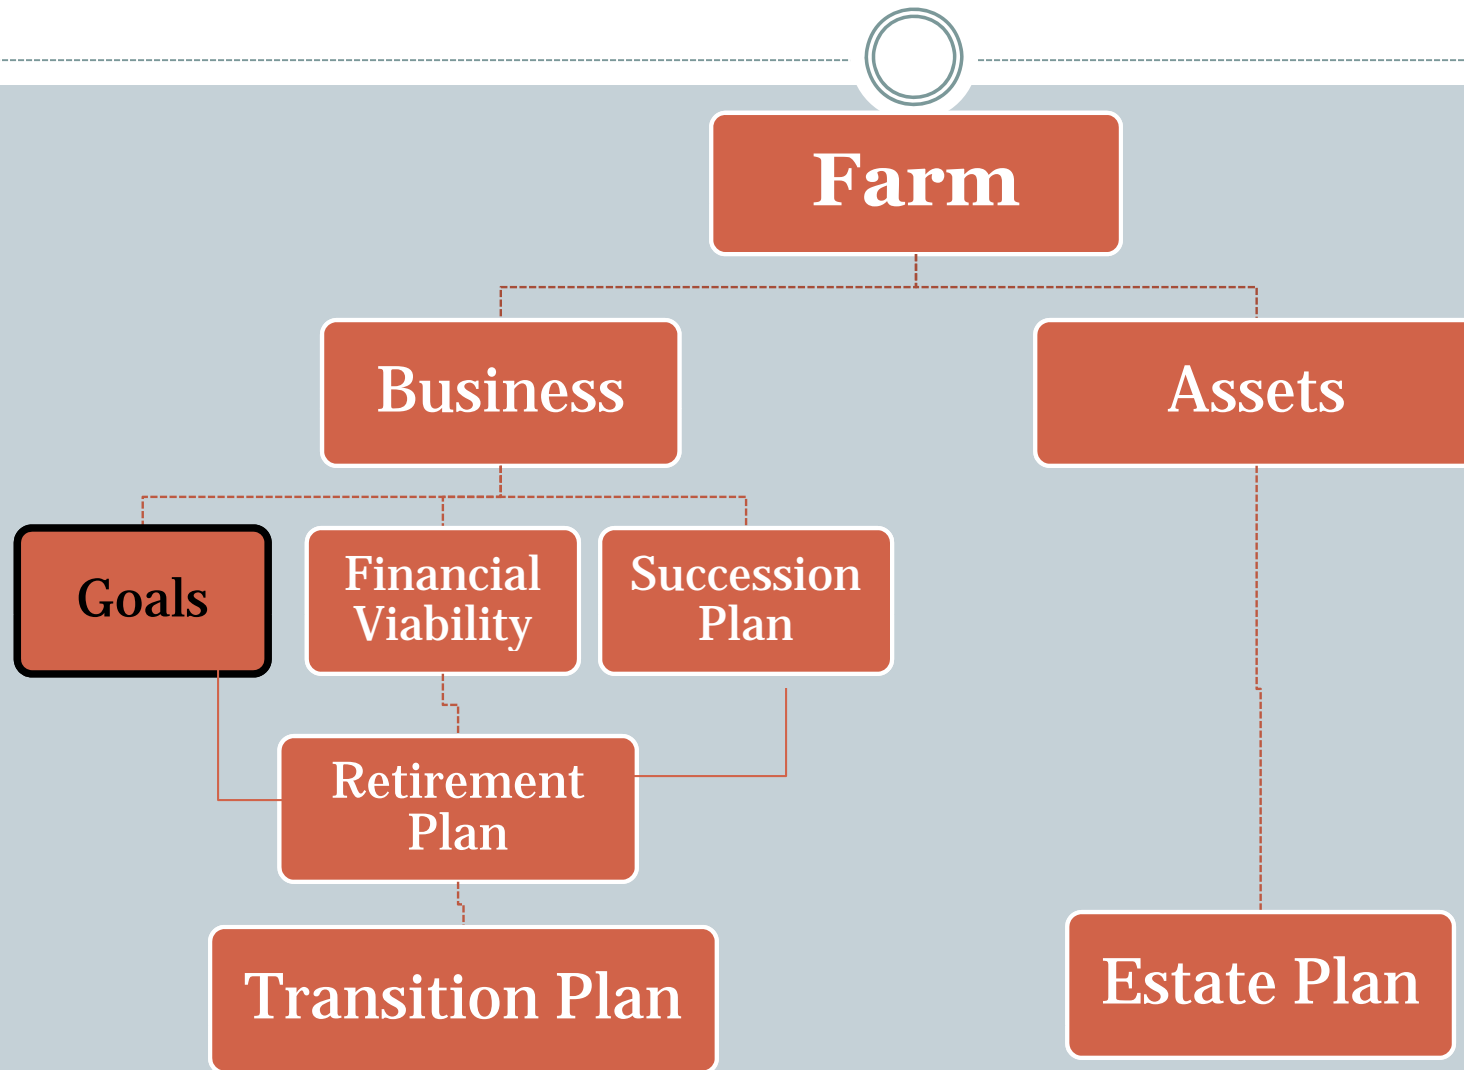 Farm
Business
Assets
Goals
Financial
Viability
Succession
Plan
Retirement
Plan
Transition Plan
Estate Plan